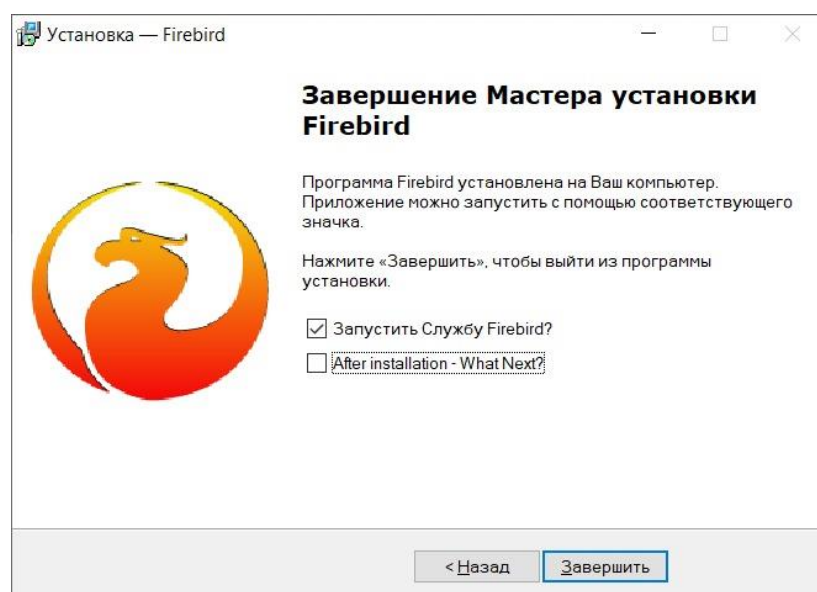 Установка — Firebird
Завершение Мастера установки
Firebird
Программа Firebird установлена на Ваш компьютер.
Приложение можно запустить с помощью соответствующего
значка.
Нажмите «Завершить», чтобы выйти из программы
установки.
Запустить Службу Firebird?
After installation - What Next?
< Назад
Завершить